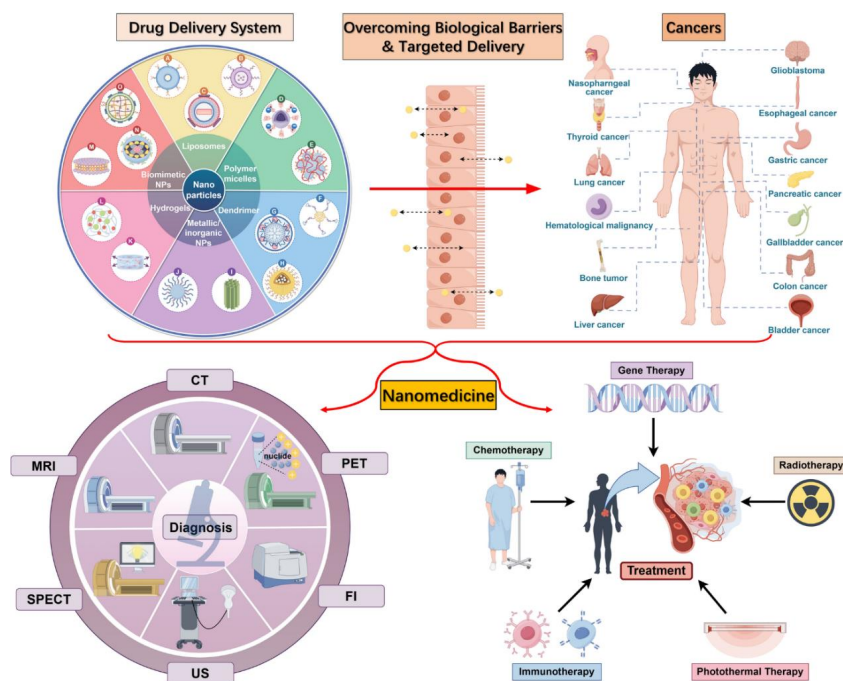 Drug Delivery System
Overcoming Biological Barriers
& Targeted Delivery
Cancers
A
B
C
D
E
F
G
H
I
J
K
L
M
N
O
Liposomes
Polymer
micelles
Dendrimer
Metallic/
inorganic
NPs
Hydrogels
Biomimetic
NPs
Nano
particles
Nasopharngeal
cancer
Thyroid cancer
Lung cancer
Hematological malignancy
Bone tumor
Liver cancer
Glioblastoma
Esophageal cancer
Gastric cancer
Pancreatic cancer
Gallbladder cancer
Colon cancer
Bladder cancer
Nanomedicine
CT
MRI
PET
nuclide
Diagnosis
SPECT
FI
US
Gene Therapy
Chemotherapy
Radiotherapy
Treatment
Immunotherapy
Photothermal Therapy